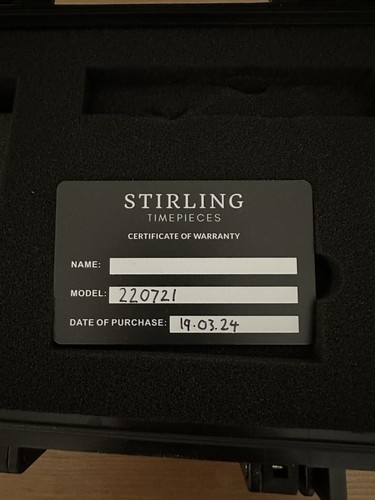 STIRLING
TIMEPIECES
CERTIFICATE OF WARRANTY
NAME:
MODEL: 220721
DATE OF PURCHASE: 19.03.24